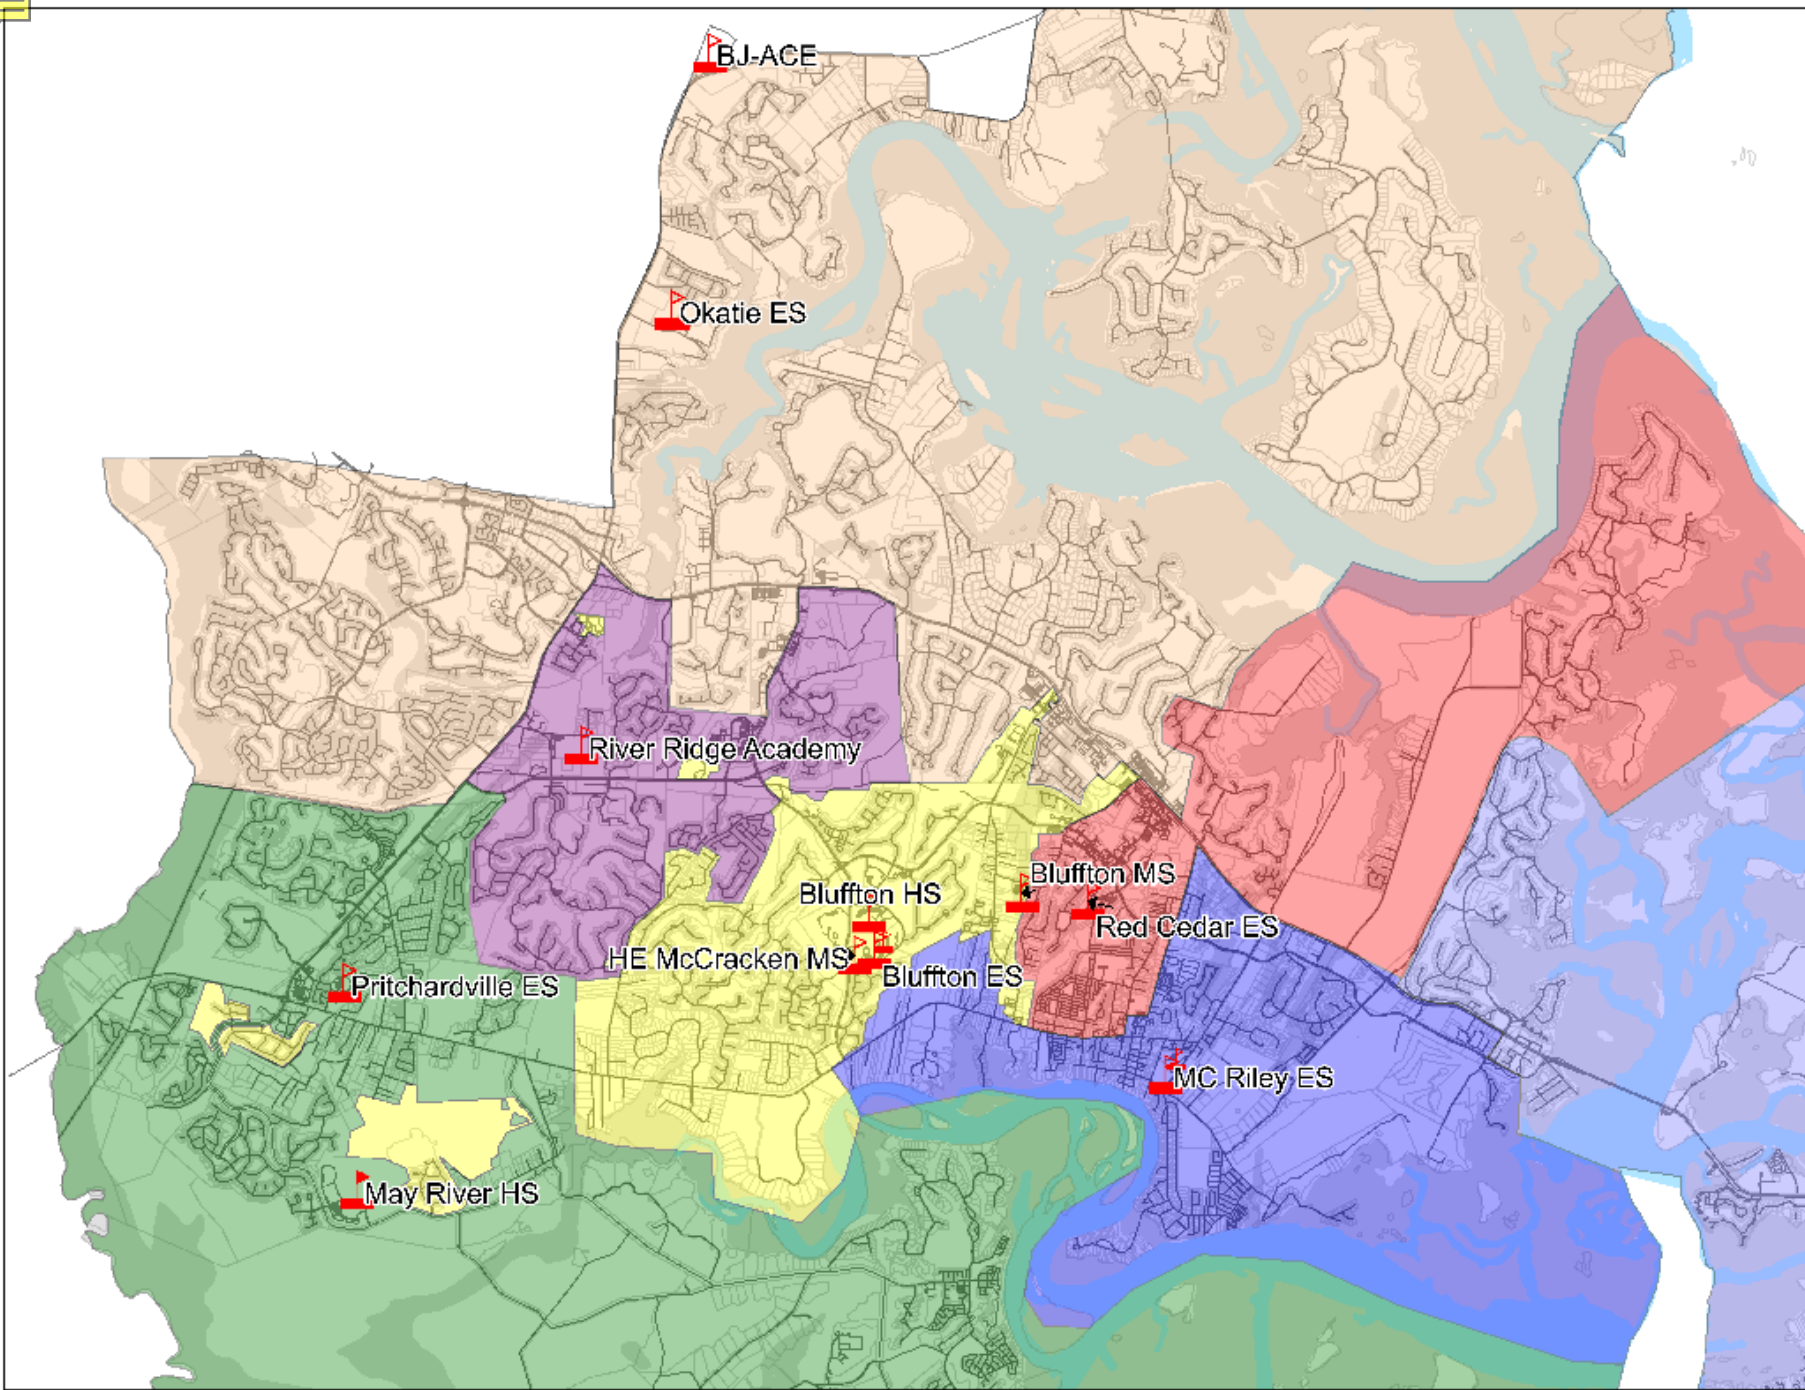 BJ-ACE
Okatie ES
River Ridge Academy
Bluffton MS
Bluffton HS
Red Cedar ES
HE McCracken MS
Bluffton ES
Pritchardville ES
MC Riley ES
May River HS